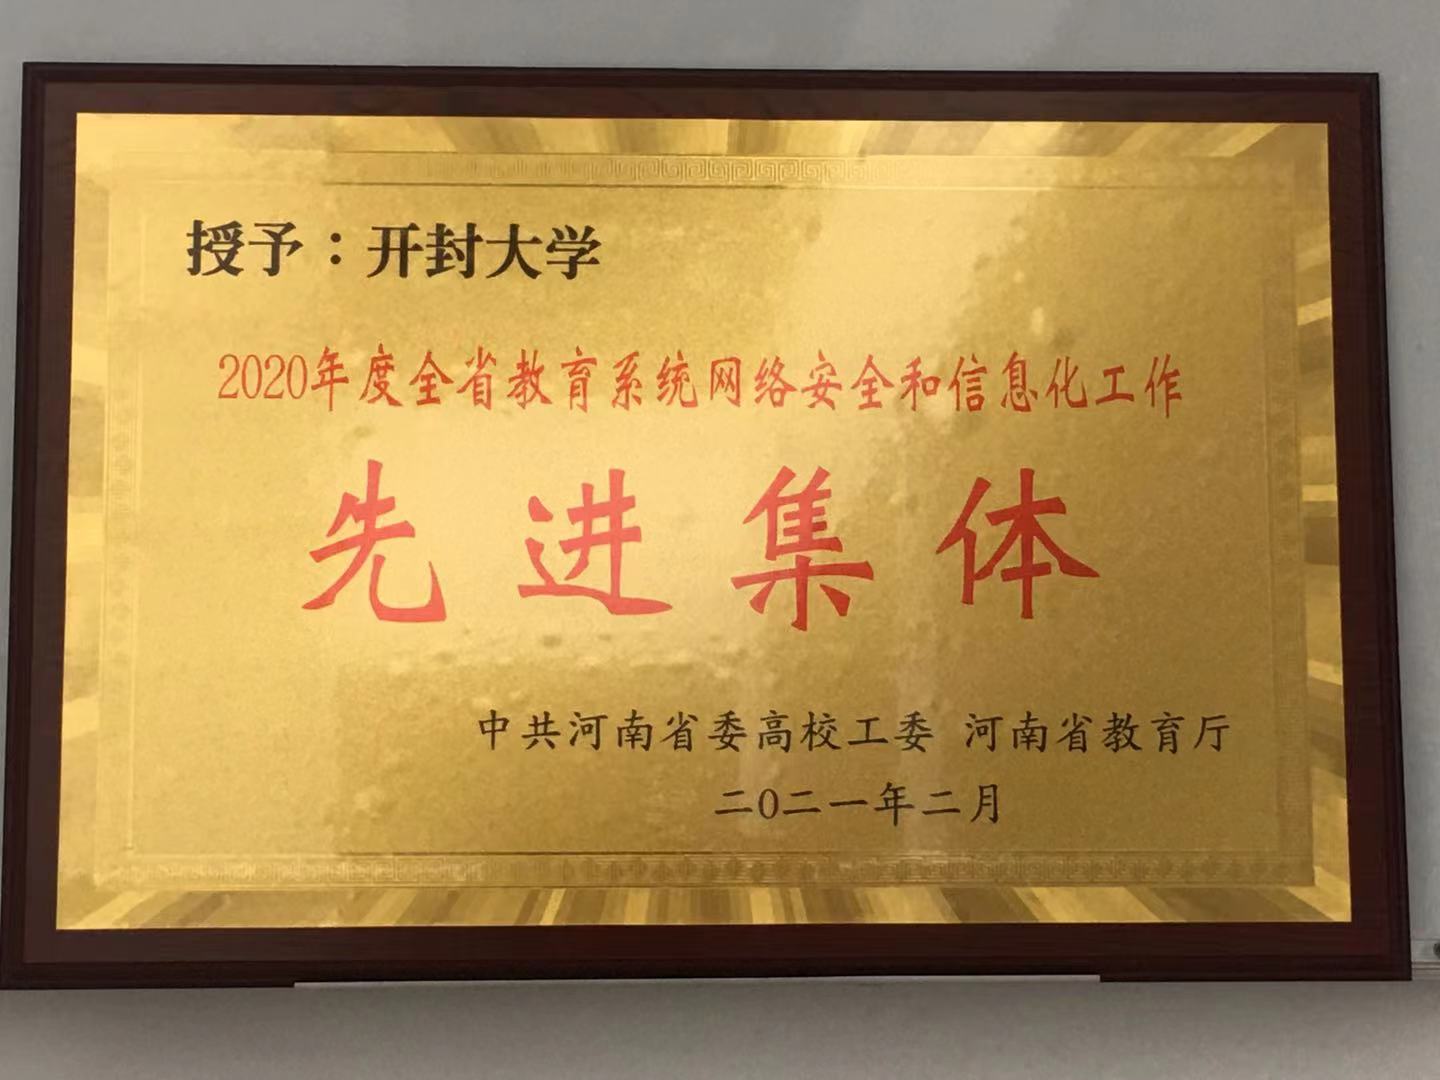 授予：开封大学
2020年度全省教育系统网络安全和信息化工作
先进集体
中共河南省委高校工委 河南省教育厅
二〇二一年二月